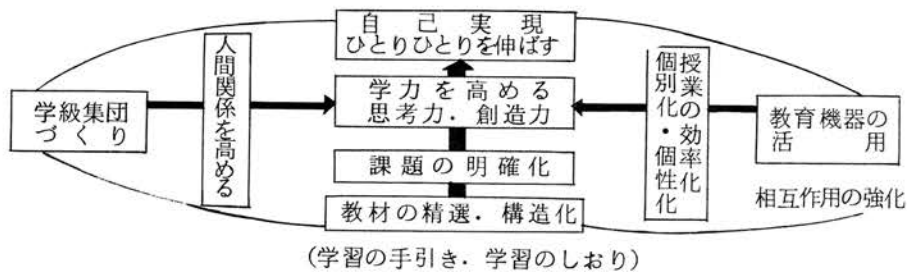 自己実現
ひとりひとりを伸ばす
学力を高める
思考力．創造力
課題の明確化
教材の精選．構造化
学級集団
づくり
人間関係を高める
授業の効率化
個別化・個性化
教育機器の
活用
相互作用の強化
(学習の手引き．学習のしおり)